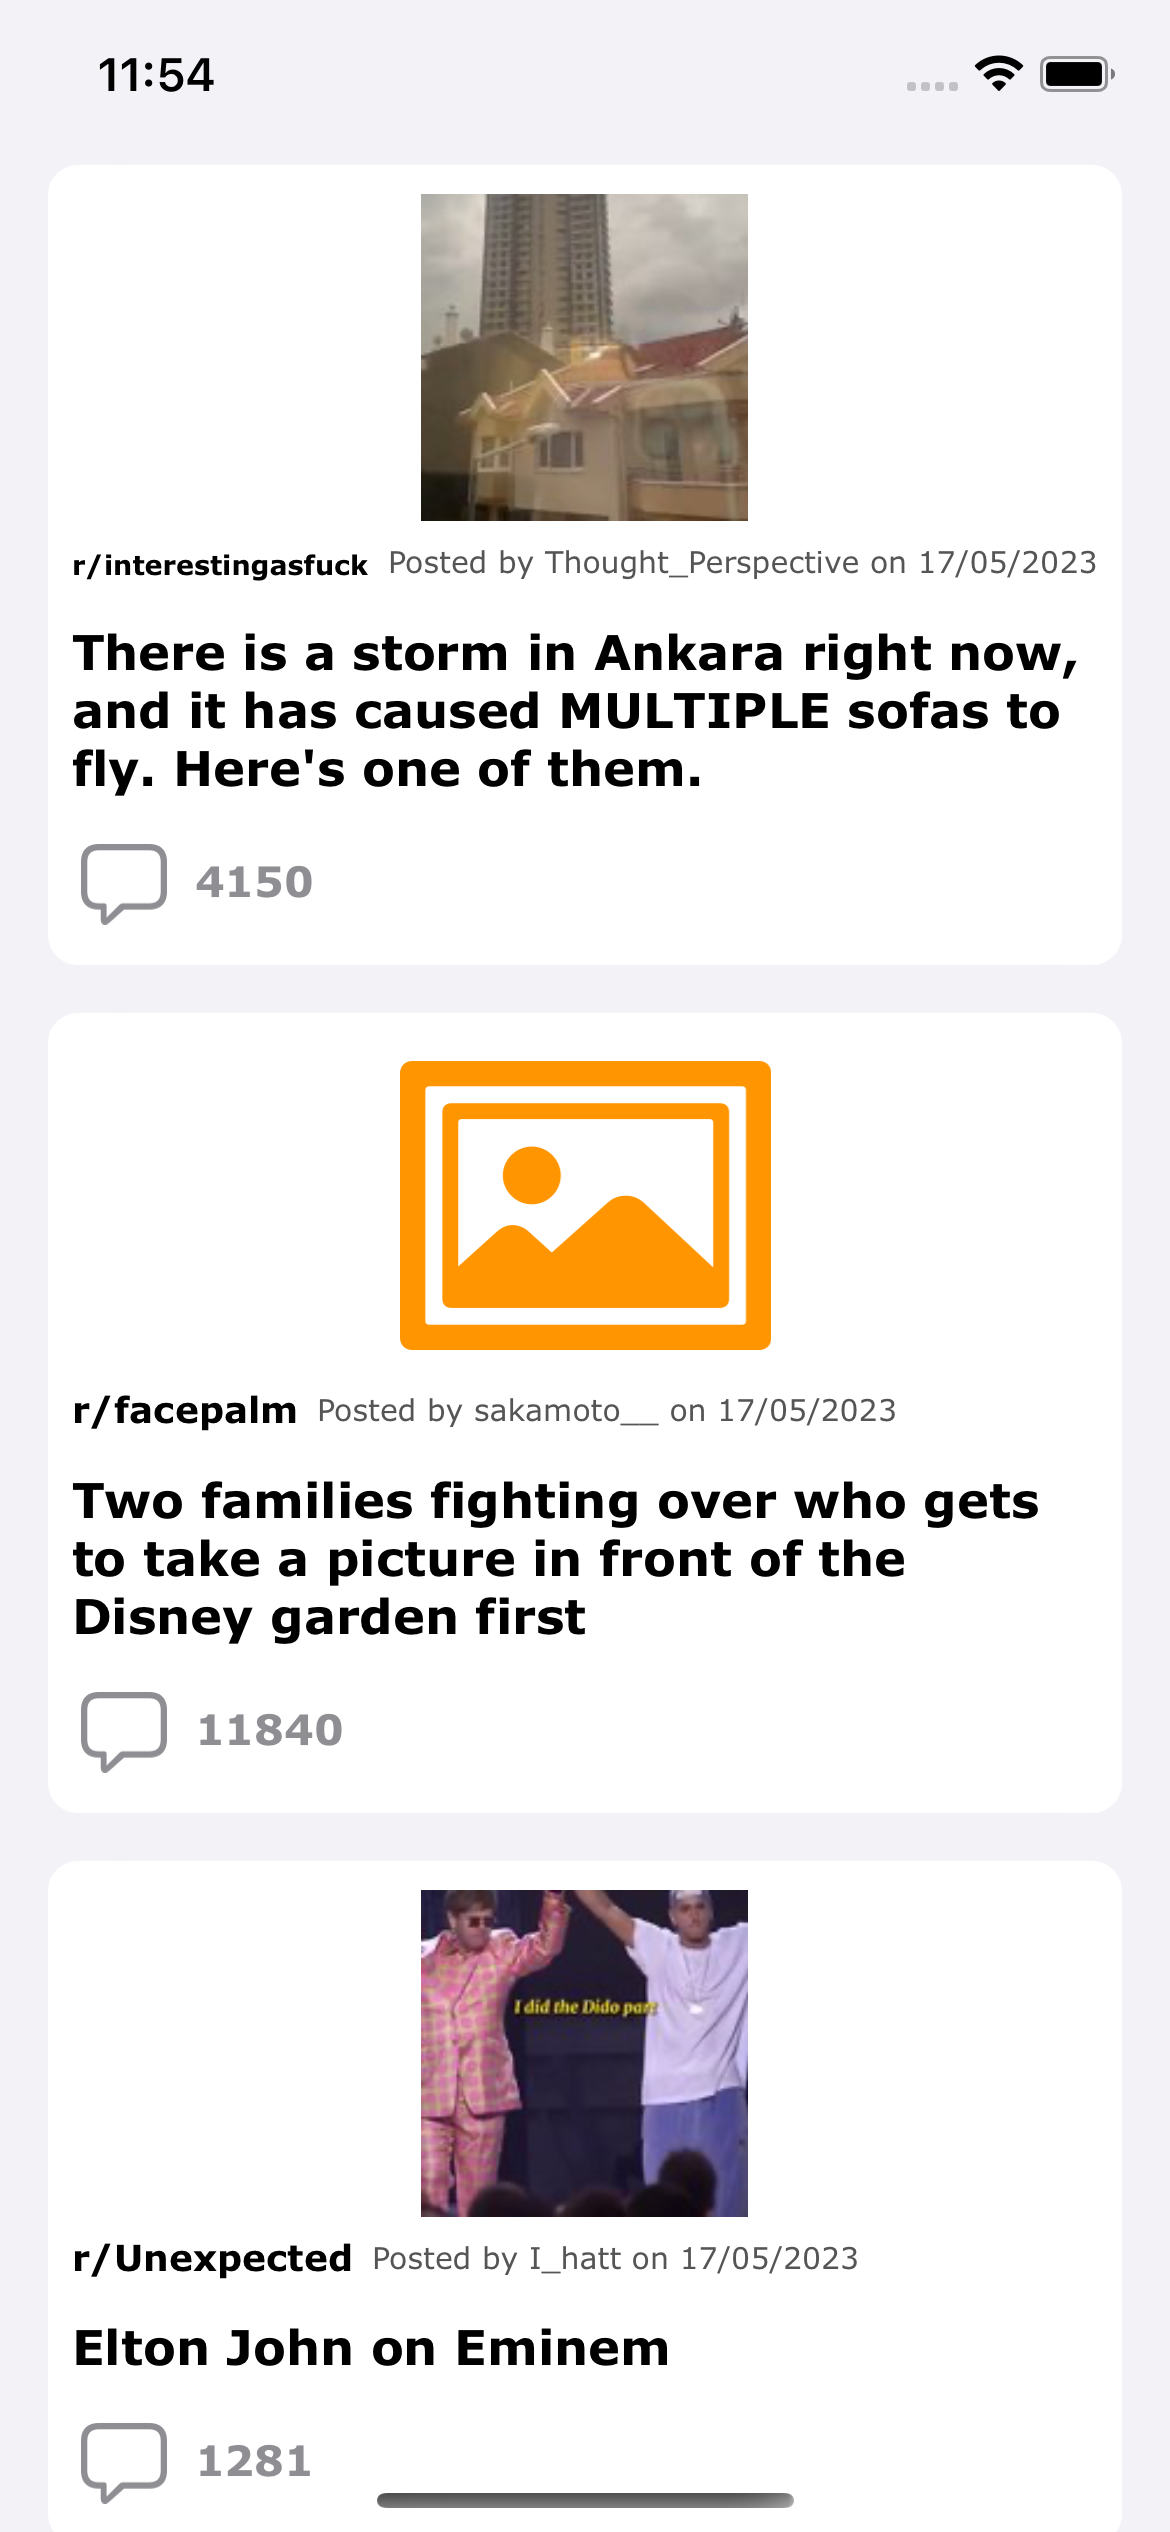 11:54
r/interestingasfuck Posted by Thought_Perspective on 17/05/2023
There is a storm in Ankara right now,
and it has caused MULTIPLE sofas to
fly. Here's one of them.
4150
r/facepalm Posted by sakamoto__ on 17/05/2023
Two families fighting over who gets
to take a picture in front of the
Disney garden first
11840
I did the Dido part
r/Unexpected Posted by I_hatt on 17/05/2023
Elton John on Eminem
1281